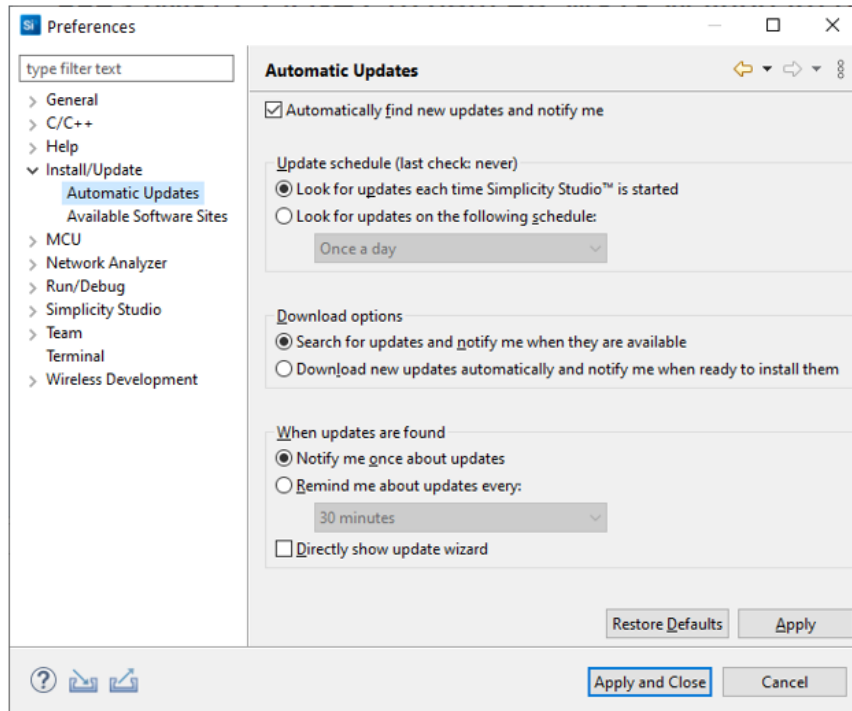 Si Preferences
type filter text
General
C/C++
Help
Install/Update
Automatic Updates
Available Software Sites
MCU
Network Analyzer
Run/Debug
Simplicity Studio
Team
Terminal
Wireless Development
Automatic Updates
Automatically find new updates and notify me
Update schedule (last check: never)
Look for updates each time Simplicity Studio™ is started
Look for updates on the following schedule:
Once a day
Download options
Search for updates and notify me when they are available
Download new updates automatically and notify me when ready to install them
When updates are found
Notify me once about updates
Remind me about updates every:
30 minutes
Directly show update wizard
Restore Defaults Apply
? Apply and Close Cancel